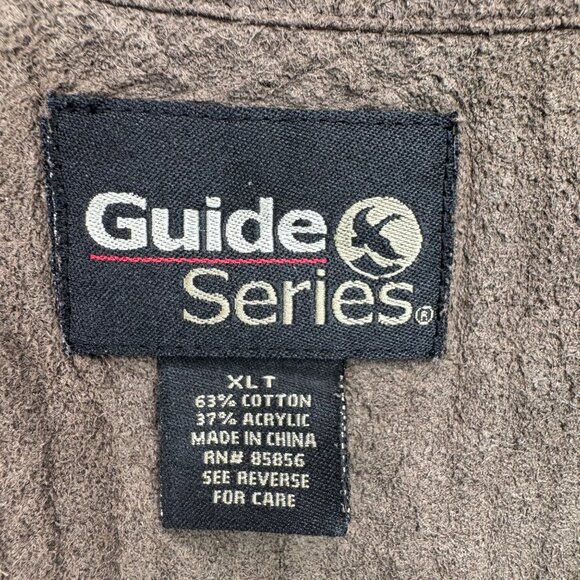 Guide
Series®
XLT
63% COTTON
37% ACRYLIC
MADE IN CHINA
RN# 85856
SEE REVERSE
FOR CARE